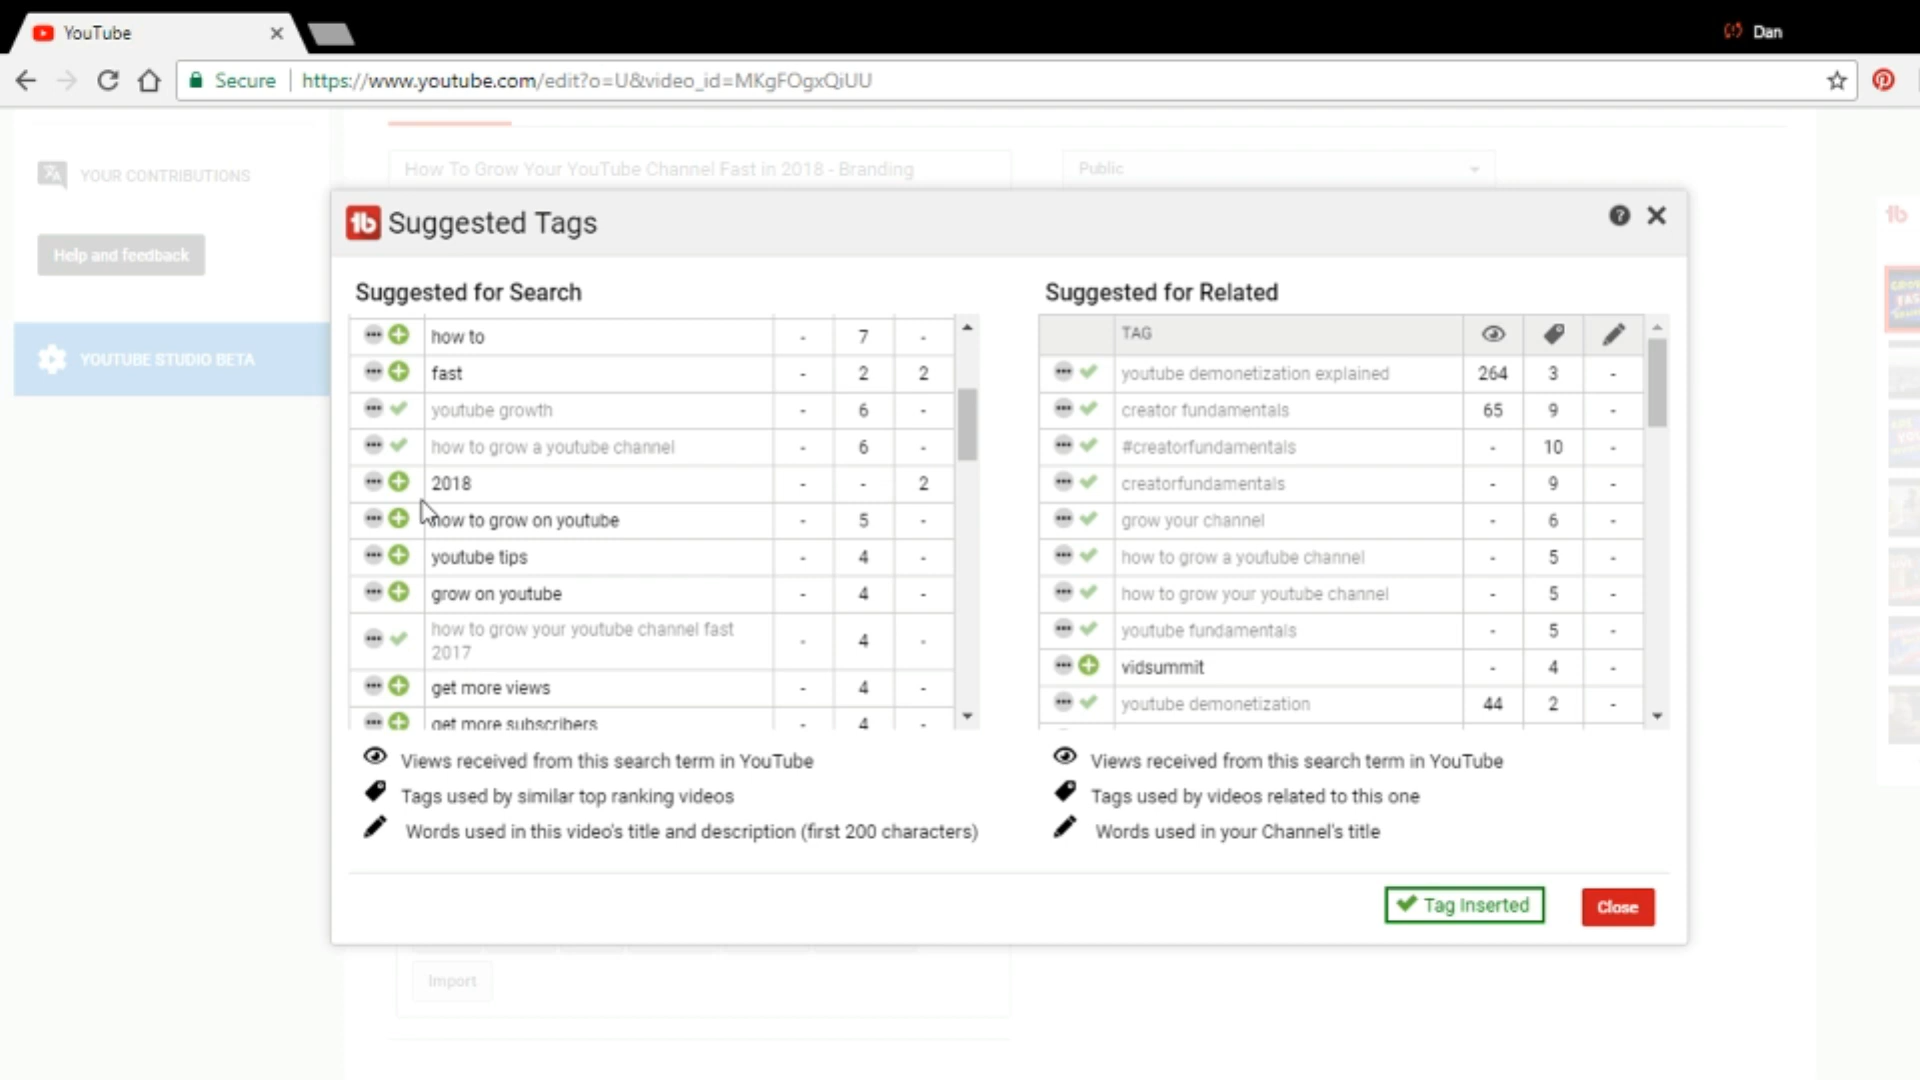 YouTube
Dan
Secure https://www.youtube.com/edit?o=U&video_id=MKgFOgxQiUU
YOUR CONTRIBUTIONS
Help and feedback
YOUTUBE STUDIO BETA
How To Grow Your YouTube Channel Fast in 2018 - Branding
Public
tb Suggested Tags
Suggested for Search
how to - 7 -
fast - 2 2
youtube growth - 6 -
how to grow a youtube channel - 6 -
2018 - - 2
how to grow on youtube - 5 -
youtube tips - 4 -
grow on youtube - 4 -
how to grow your youtube channel fast
2017 - 4 -
get more views - 4 -
get more subscribers - 4 -
Views received from this search term in YouTube
Tags used by similar top ranking videos
Words used in this video's title and description (first 200 characters)
Suggested for Related
TAG
youtube demonetization explained 264 3 -
creator fundamentals 65 9 -
#creatorfundamentals - 10 -
creatorfundamentals - 9 -
grow your channel - 6 -
how to grow a youtube channel - 5 -
how to grow your youtube channel - 5 -
youtube fundamentals - 5 -
vidsummit - 4 -
youtube demonetization 44 2 -
Views received from this search term in YouTube
Tags used by videos related to this one
Words used in your Channel's title
Tag Inserted
Close
Import
tb